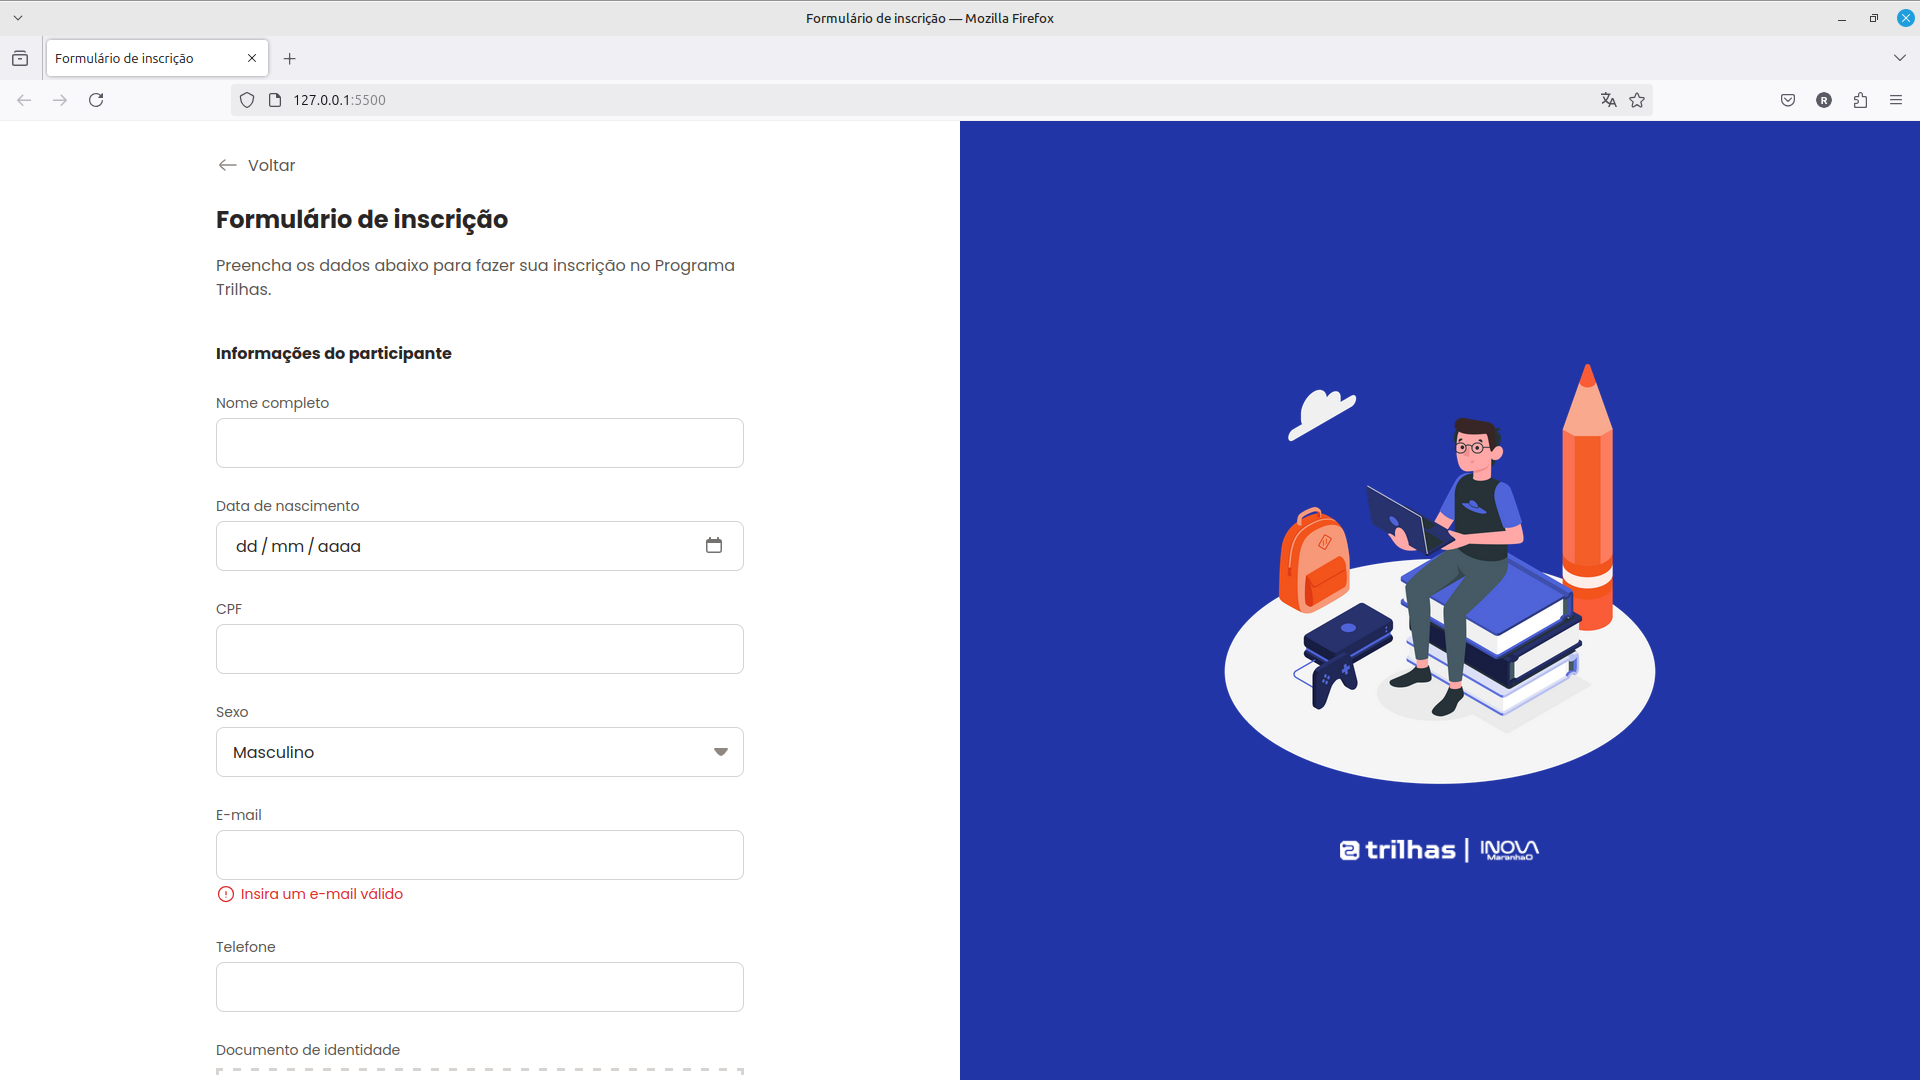 Formulário de inscrição — Mozilla Firefox
Formulário de inscrição
127.0.0.1:5500
R
Voltar
Formulário de inscrição
Preencha os dados abaixo para fazer sua inscrição no Programa
Trilhas.
Informações do participante
Nome completo
Data de nascimento
dd / mm / aaaa
CPF
Sexo
Masculino
E-mail
Insira um e-mail válido
Telefone
Documento de identidade
trilhas | INOVA
MaranhaO